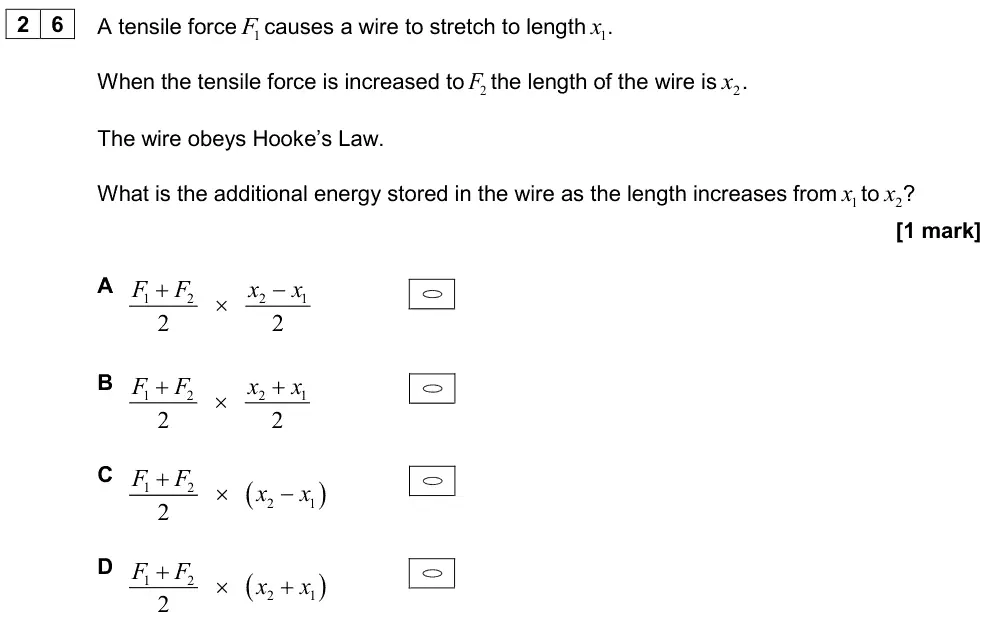 2 6 A tensile force F₁ causes a wire to stretch to length x₁.
When the tensile force is increased to F₂ the length of the wire is x₂.
The wire obeys Hooke’s Law.
What is the additional energy stored in the wire as the length increases from x₁ to x₂?
[1 mark]
A (F₁ + F₂)/2 × (x₂ − x₁)/2
B (F₁ + F₂)/2 × (x₂ + x₁)/2
C (F₁ + F₂)/2 × (x₂ − x₁)
D (F₁ + F₂)/2 × (x₂ + x₁)